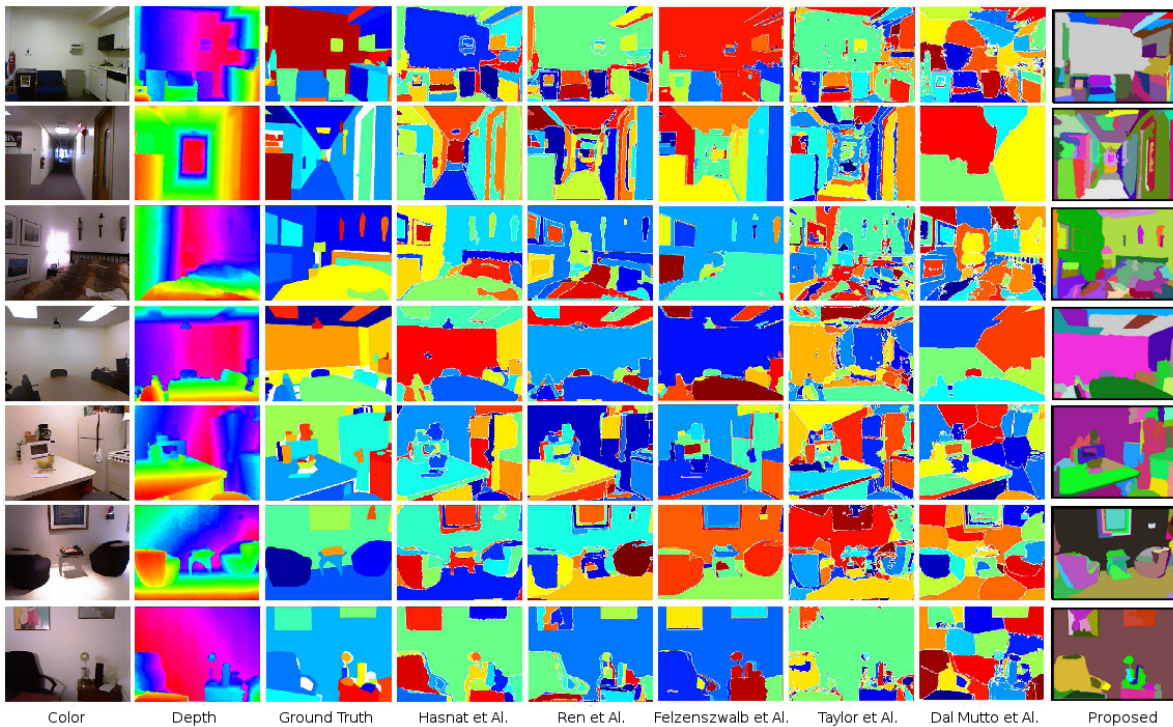 Color Depth Ground Truth Hasnat et Al. Ren et Al. Felzenszwalb et Al. Taylor et Al. Dal Mutto et Al. Proposed